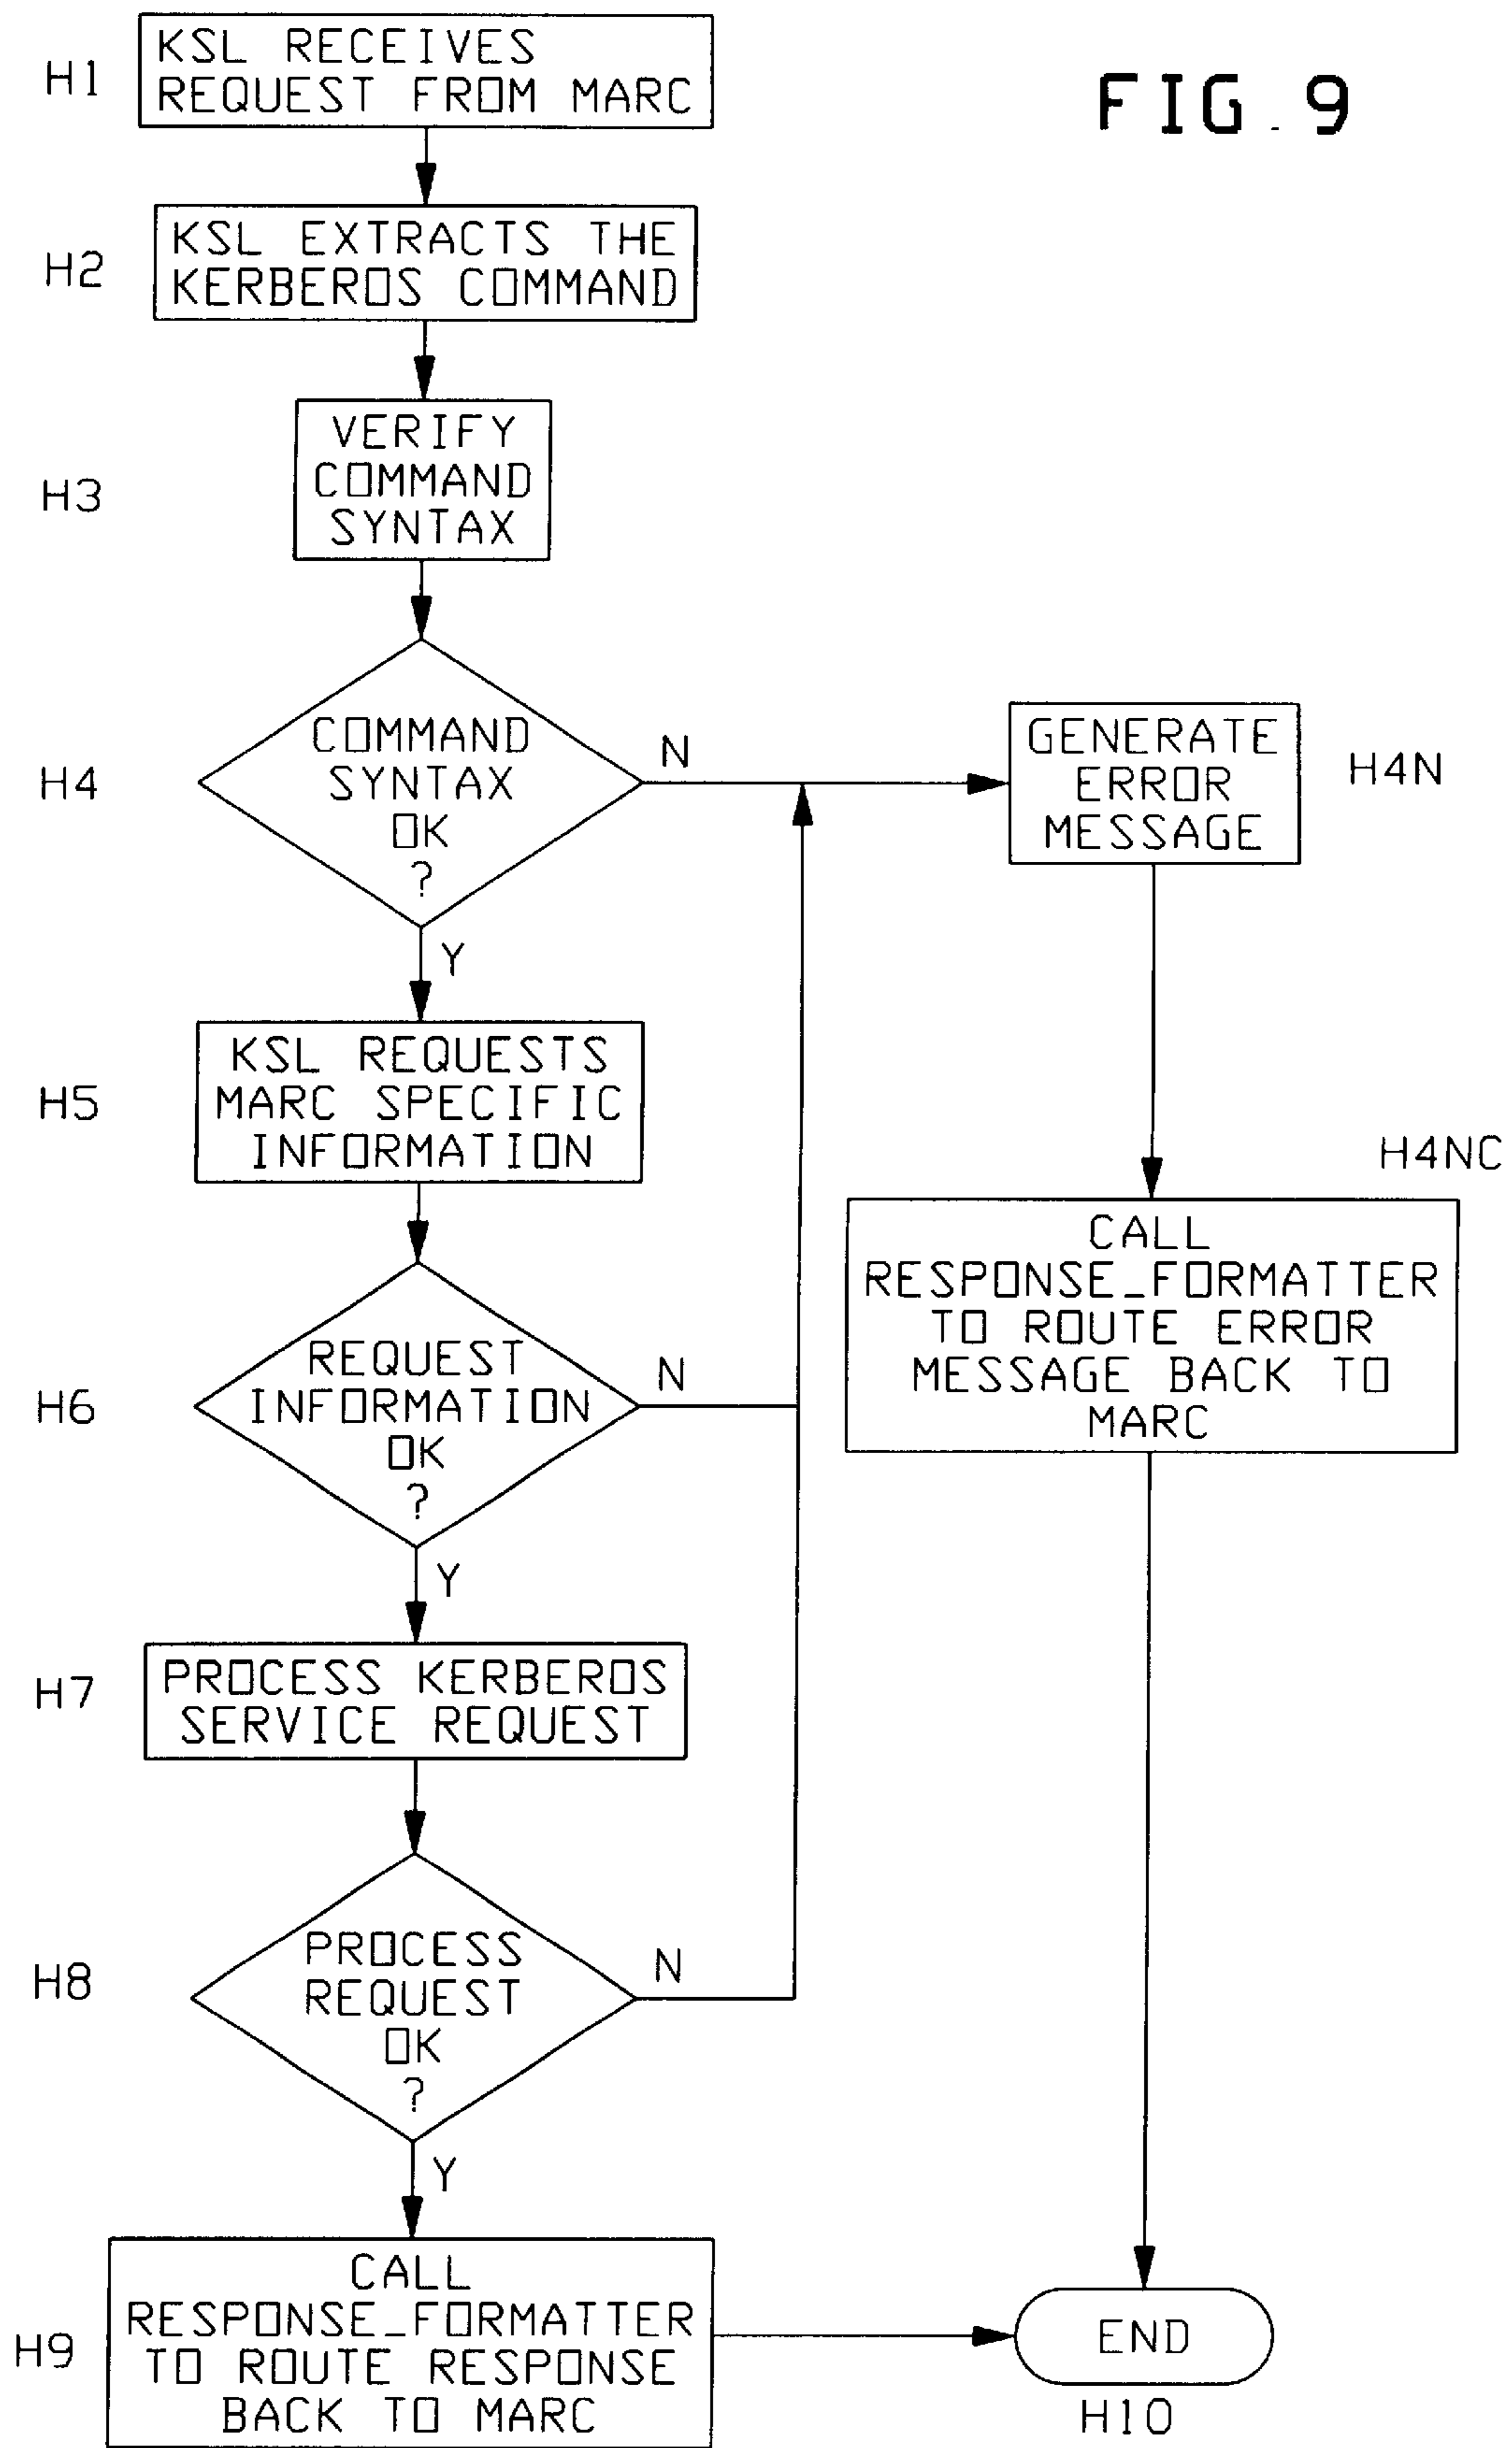 FIG. 9
H1
KSL RECEIVES
REQUEST FROM MARC
H2
KSL EXTRACTS THE
KERBEROS COMMAND
H3
VERIFY
COMMAND
SYNTAX
H4
COMMAND
SYNTAX
OK
?
N
Y
GENERATE
ERROR
MESSAGE
H4N
H5
KSL REQUESTS
MARC SPECIFIC
INFORMATION
H4NC
CALL
RESPONSE_FORMATTER
TO ROUTE ERROR
MESSAGE BACK TO
MARC
H6
REQUEST
INFORMATION
OK
?
N
Y
H7
PROCESS KERBEROS
SERVICE REQUEST
H8
PROCESS
REQUEST
OK
?
N
Y
H9
CALL
RESPONSE_FORMATTER
TO ROUTE RESPONSE
BACK TO MARC
END
H10